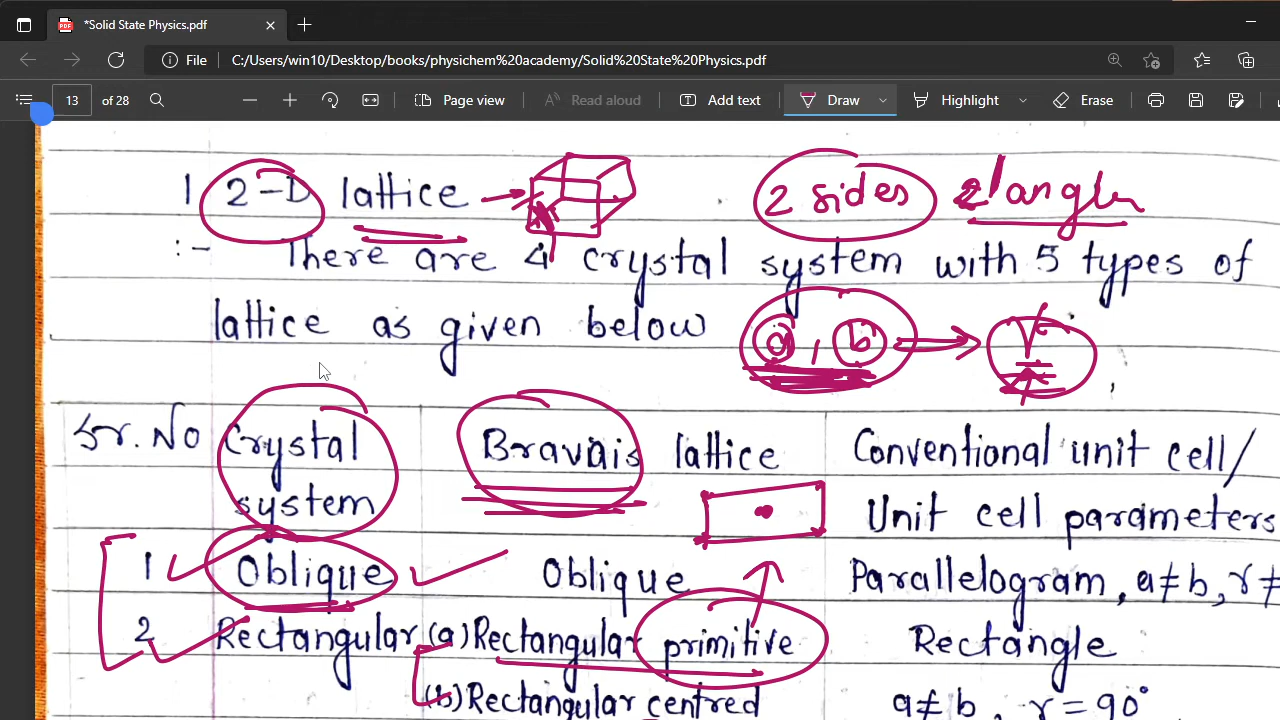 *Solid State Physics.pdf
File C:/Users/win10/Desktop/books/physichem%20academy/Solid%20State%20Physics.pdf
13 of 28 Page view Read aloud Add text Draw Highlight Erase
1 2-D lattice → 2 sides 1 angle
:- There are 4 crystal system with 5 types of
lattice as given below a, b → γ
Sr. No Crystal system Bravais lattice Conventional unit cell/
Unit cell parameters
1 Oblique Oblique Parallelogram, a≠b, γ≠
2 Rectangular (a) Rectangular primitive Rectangle
(b) Rectangular centred a≠b, γ=90°